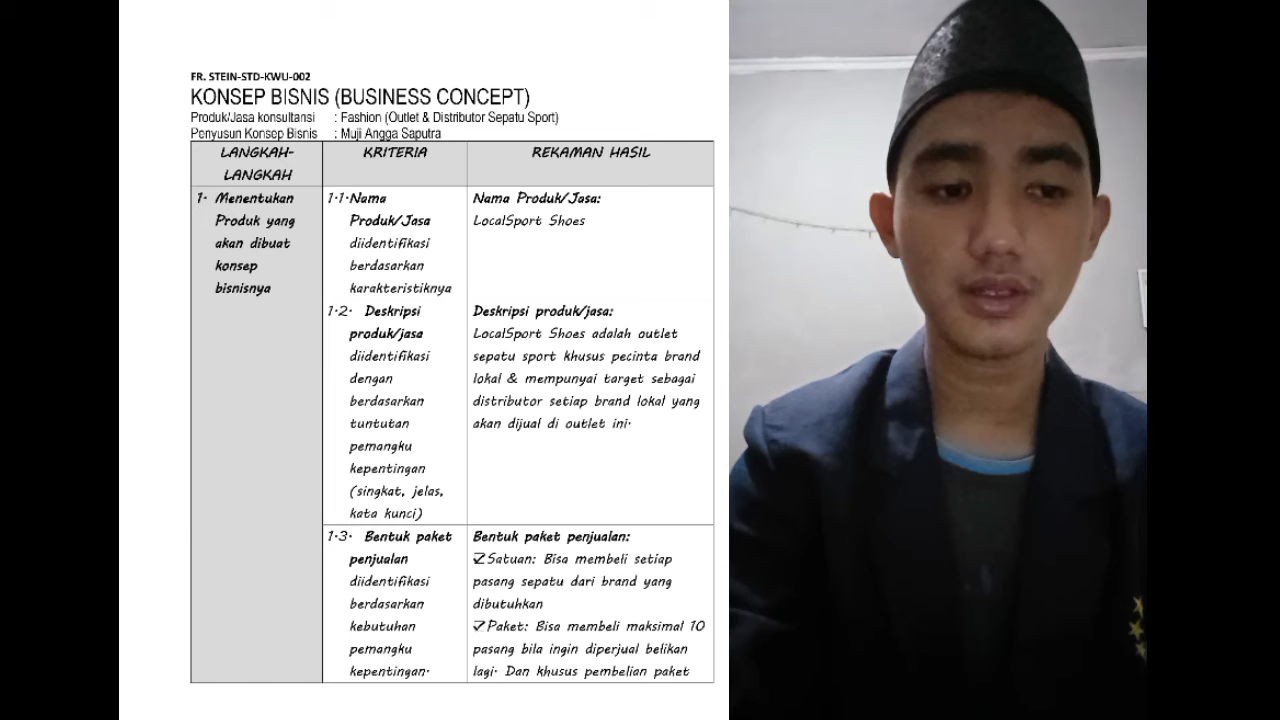 FR. STEIN-STD-KWU-002
KONSEP BISNIS (BUSINESS CONCEPT)
Produk/Jasa konsultansi : Fashion (Outlet & Distributor Sepatu Sport)
Penyusun Konsep Bisnis : Muji Angga Saputra
LANGKAH-
LANGKAH
KRITERIA
REKAMAN HASIL
1. Menentukan
Produk yang
akan dibuat
konsep
bisnisnya
1.1. Nama
Produk/Jasa
diidentifikasi
berdasarkan
karakteristiknya
Nama Produk/Jasa:
LocalSport Shoes
1.2. Deskripsi
produk/jasa
diidentifikasi
dengan
berdasarkan
tuntutan
pemangku
kepentingan
(singkat, jelas,
kata kunci)
Deskripsi produk/jasa:
LocalSport Shoes adalah outlet
sepatu sport khusus pecinta brand
lokal & mempunyai target sebagai
distributor setiap brand lokal yang
akan dijual di outlet ini.
1.3. Bentuk paket
penjualan
diidentifikasi
berdasarkan
kebutuhan
pemangku
kepentingan.
Bentuk paket penjualan:
☑Satuan: Bisa membeli setiap
pasang sepatu dari brand yang
dibutuhkan
☑Paket: Bisa membeli maksimal 10
pasang bila ingin diperjual belikan
lagi. Dan khusus pembelian paket